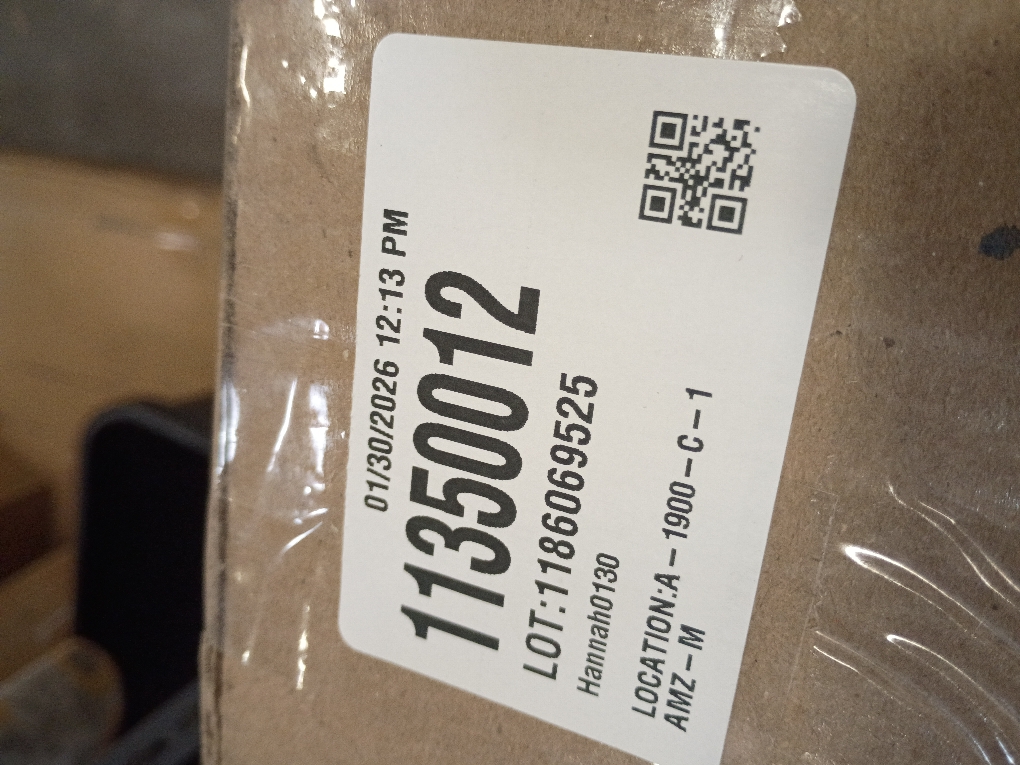 01/30/2026 12:13 PM
11350012
LOT:1186069525
Hannah0130
LOCATION:A-1900-C-1
AMZ-M